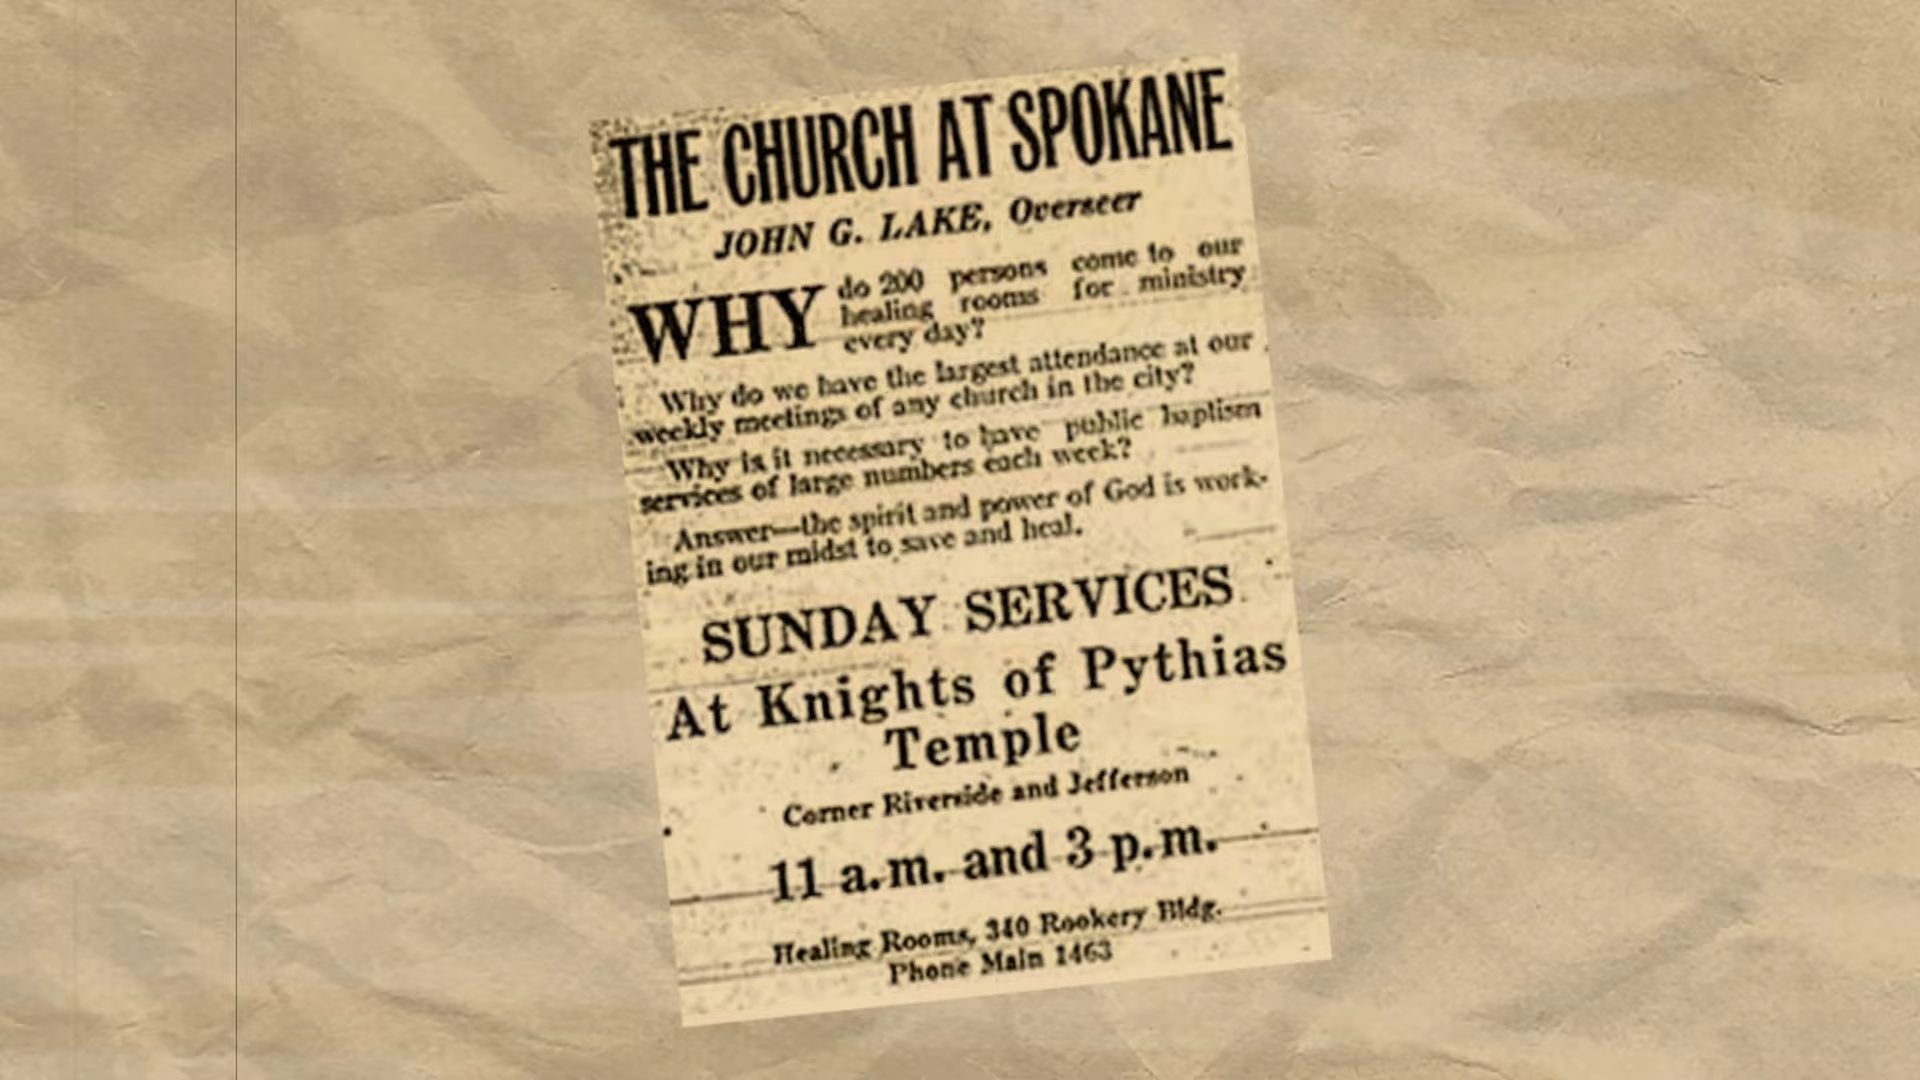 THE CHURCH AT SPOKANE
JOHN G. LAKE, Overseer
WHY do 200 persons come to our
healing rooms for ministry
every day?
Why do we have the largest attendance at our
weekly meetings of any church in the city?
Why is it necessary to have public baptism
services of large numbers each week?
Answer—the spirit and power of God is work-
ing in our midst to save and heal.
SUNDAY SERVICES
At Knights of Pythias
Temple
Corner Riverside and Jefferson
11 a.m. and 3 p.m.
Healing Rooms, 340 Rookery Bldg.
Phone Main 1463